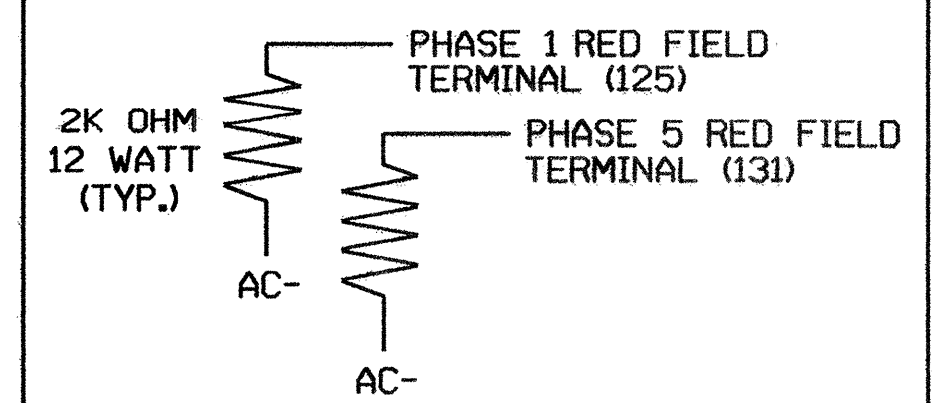 PHASE 1 RED FIELD
TERMINAL (125)
2K OHM
12 WATT
(TYP.)
PHASE 5 RED FIELD
TERMINAL (131)
AC-
AC-